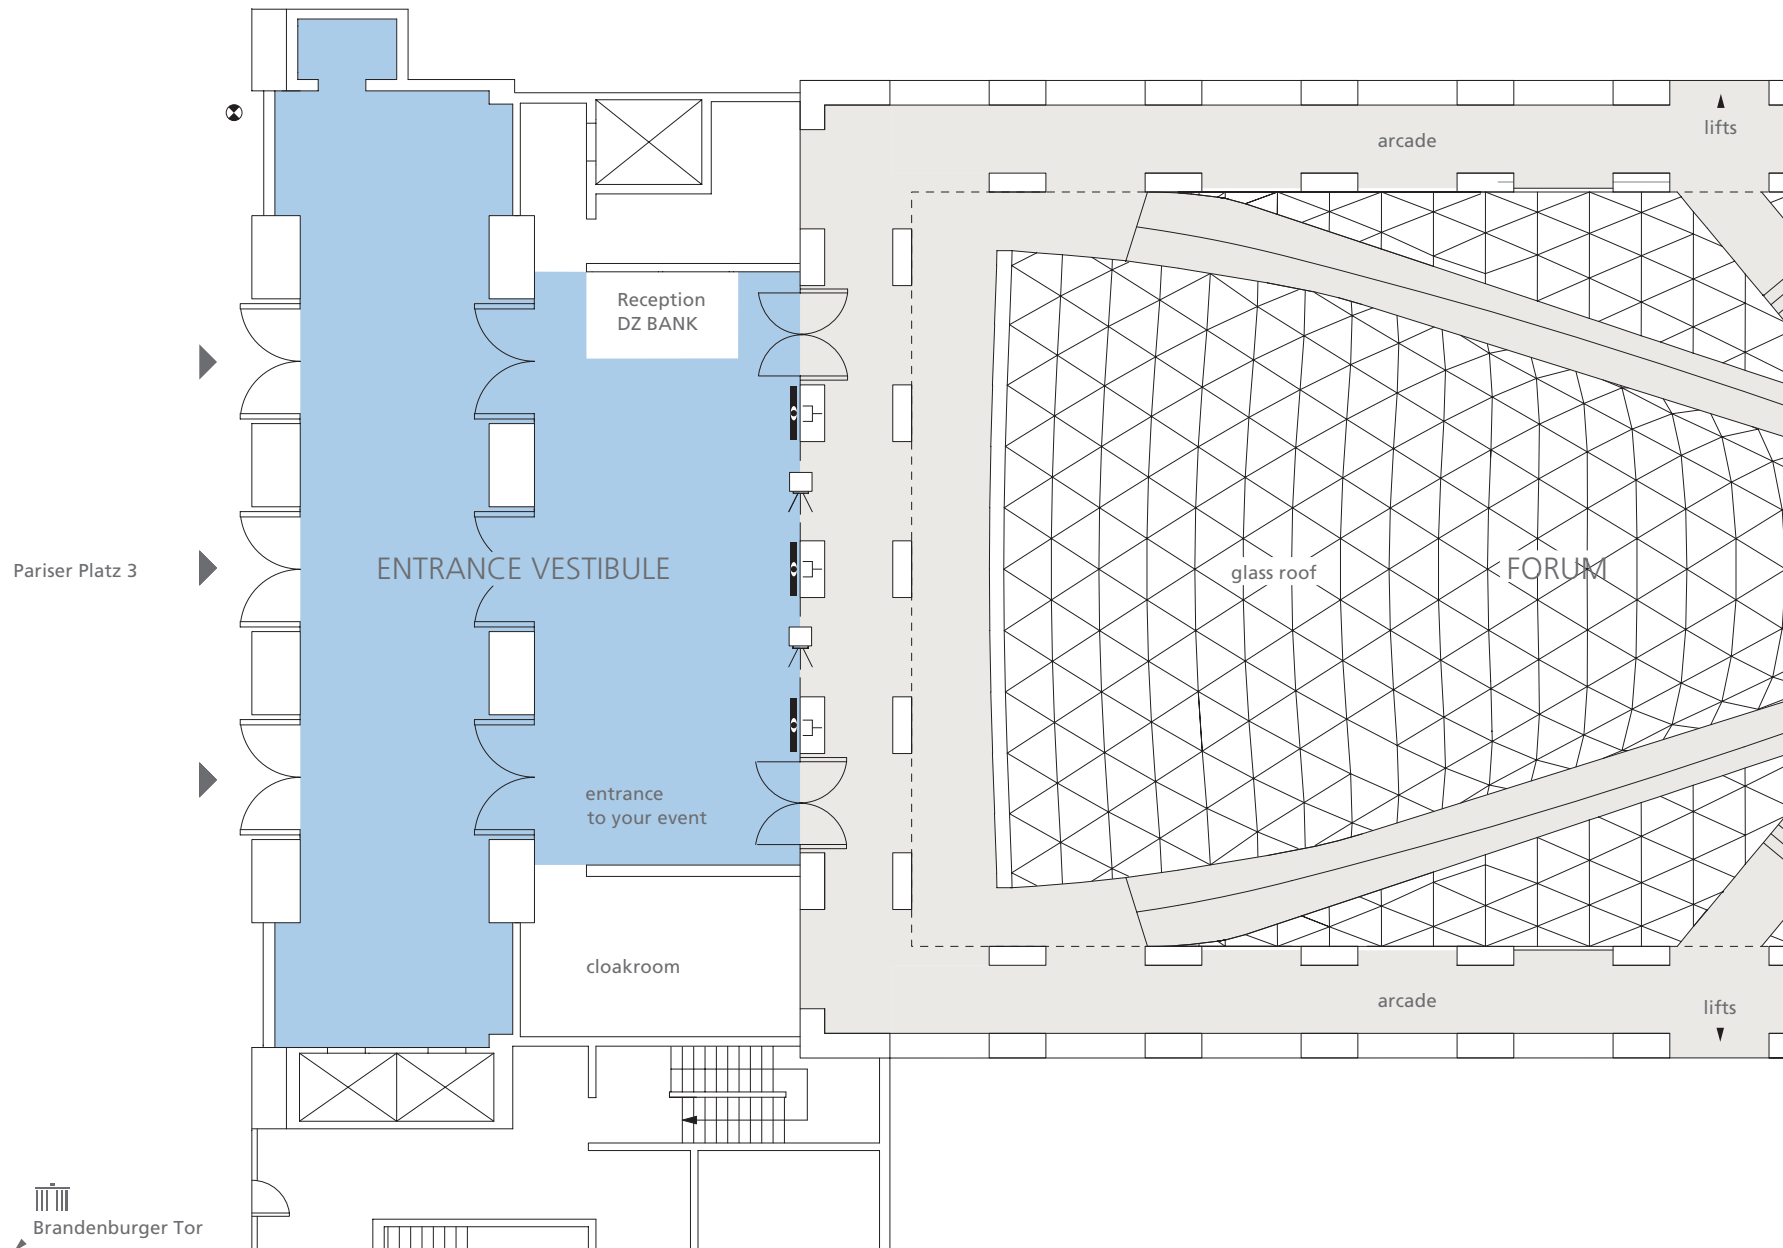 arcade
lifts
Reception
DZ BANK
Pariser Platz 3
ENTRANCE VESTIBULE
glass roof
FORUM
entrance
to your event
cloakroom
arcade
lifts
Brandenburger Tor